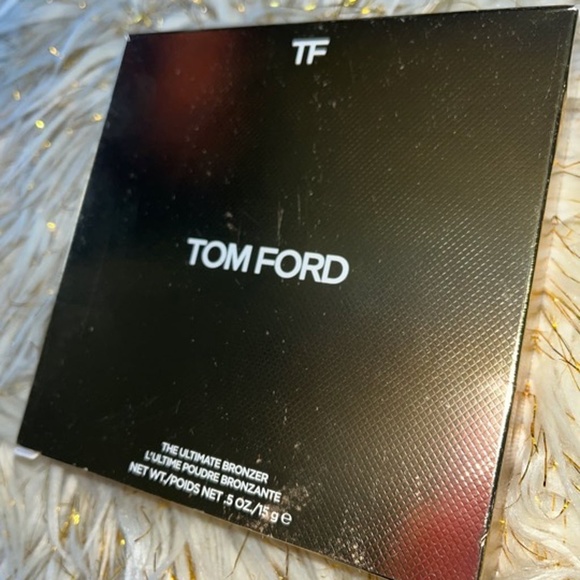 TF
TOM FORD
THE ULTIMATE BRONZER
L'ULTIME POUDRE BRONZANTE
NET WT./POIDS NET .5 OZ./15 g ℮